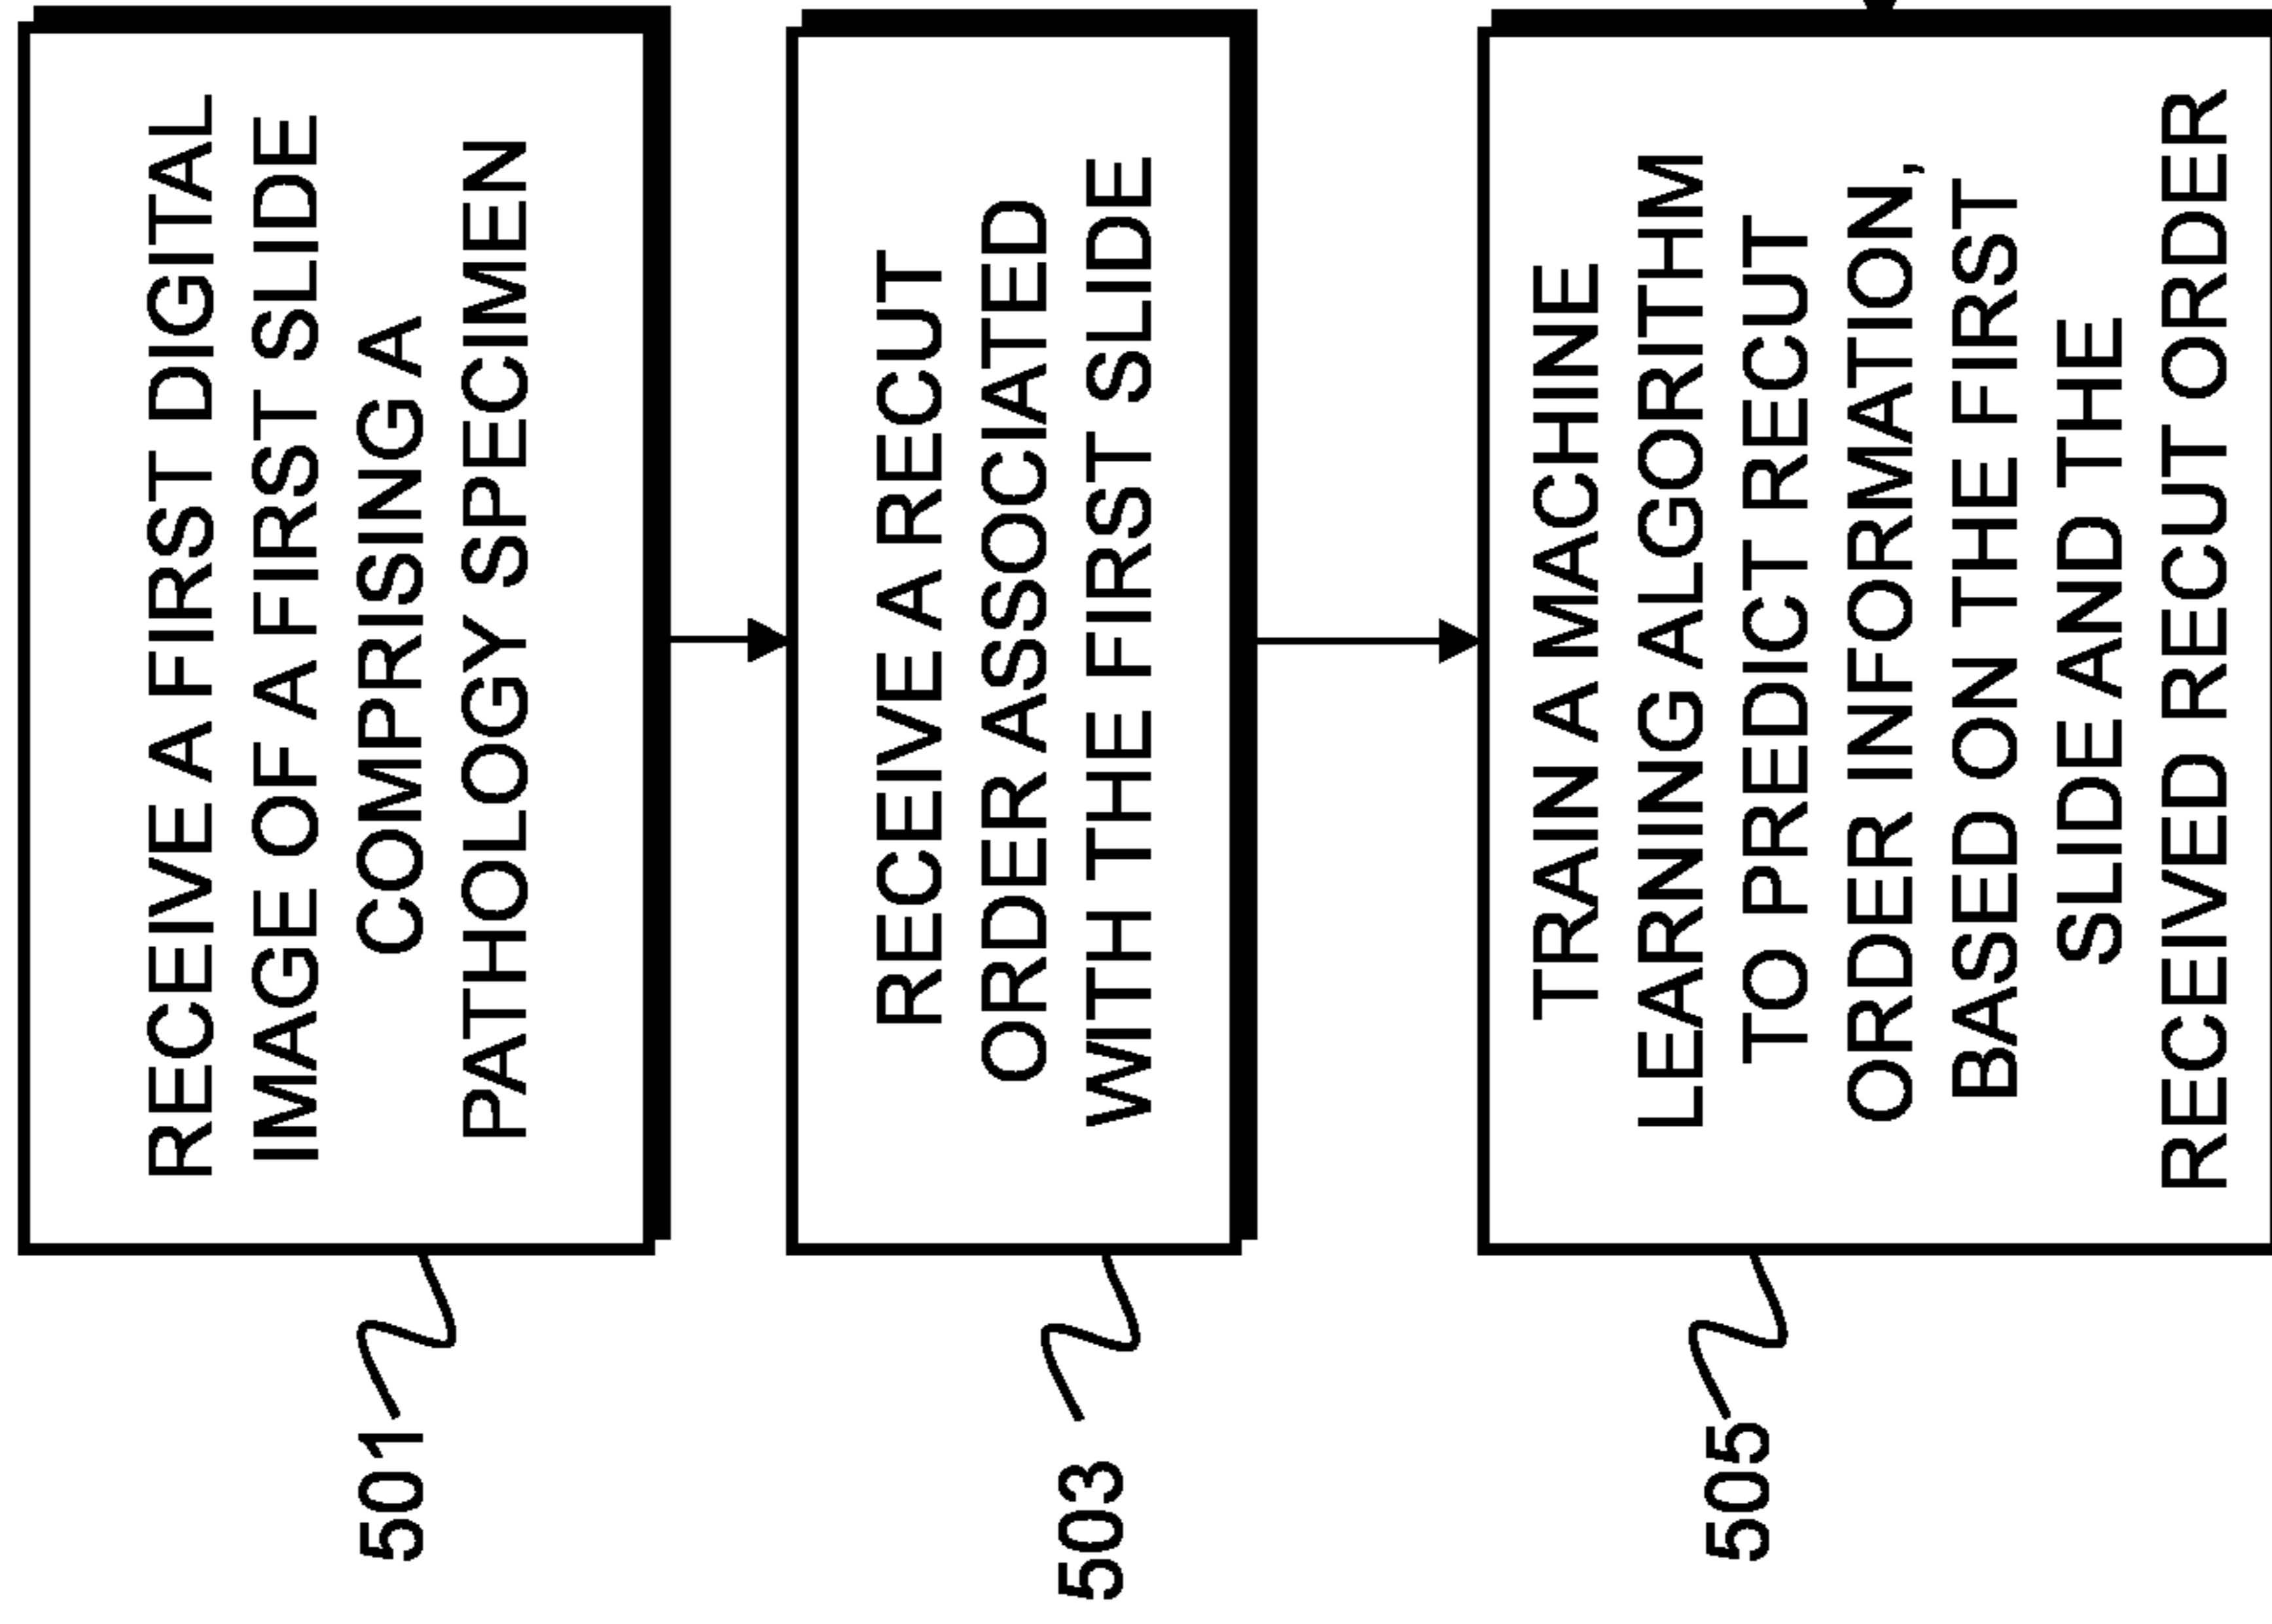 RECEIVE A FIRST DIGITAL
IMAGE OF A FIRST SLIDE
COMPRISING A
PATHOLOGY SPECIMEN
501
RECEIVE A RECUT
ORDER ASSOCIATED
WITH THE FIRST SLIDE
503
TRAIN A MACHINE
LEARNING ALGORITHM
TO PREDICT RECUT
ORDER INFORMATION,
BASED ON THE FIRST
SLIDE AND THE
RECEIVED RECUT ORDER
505